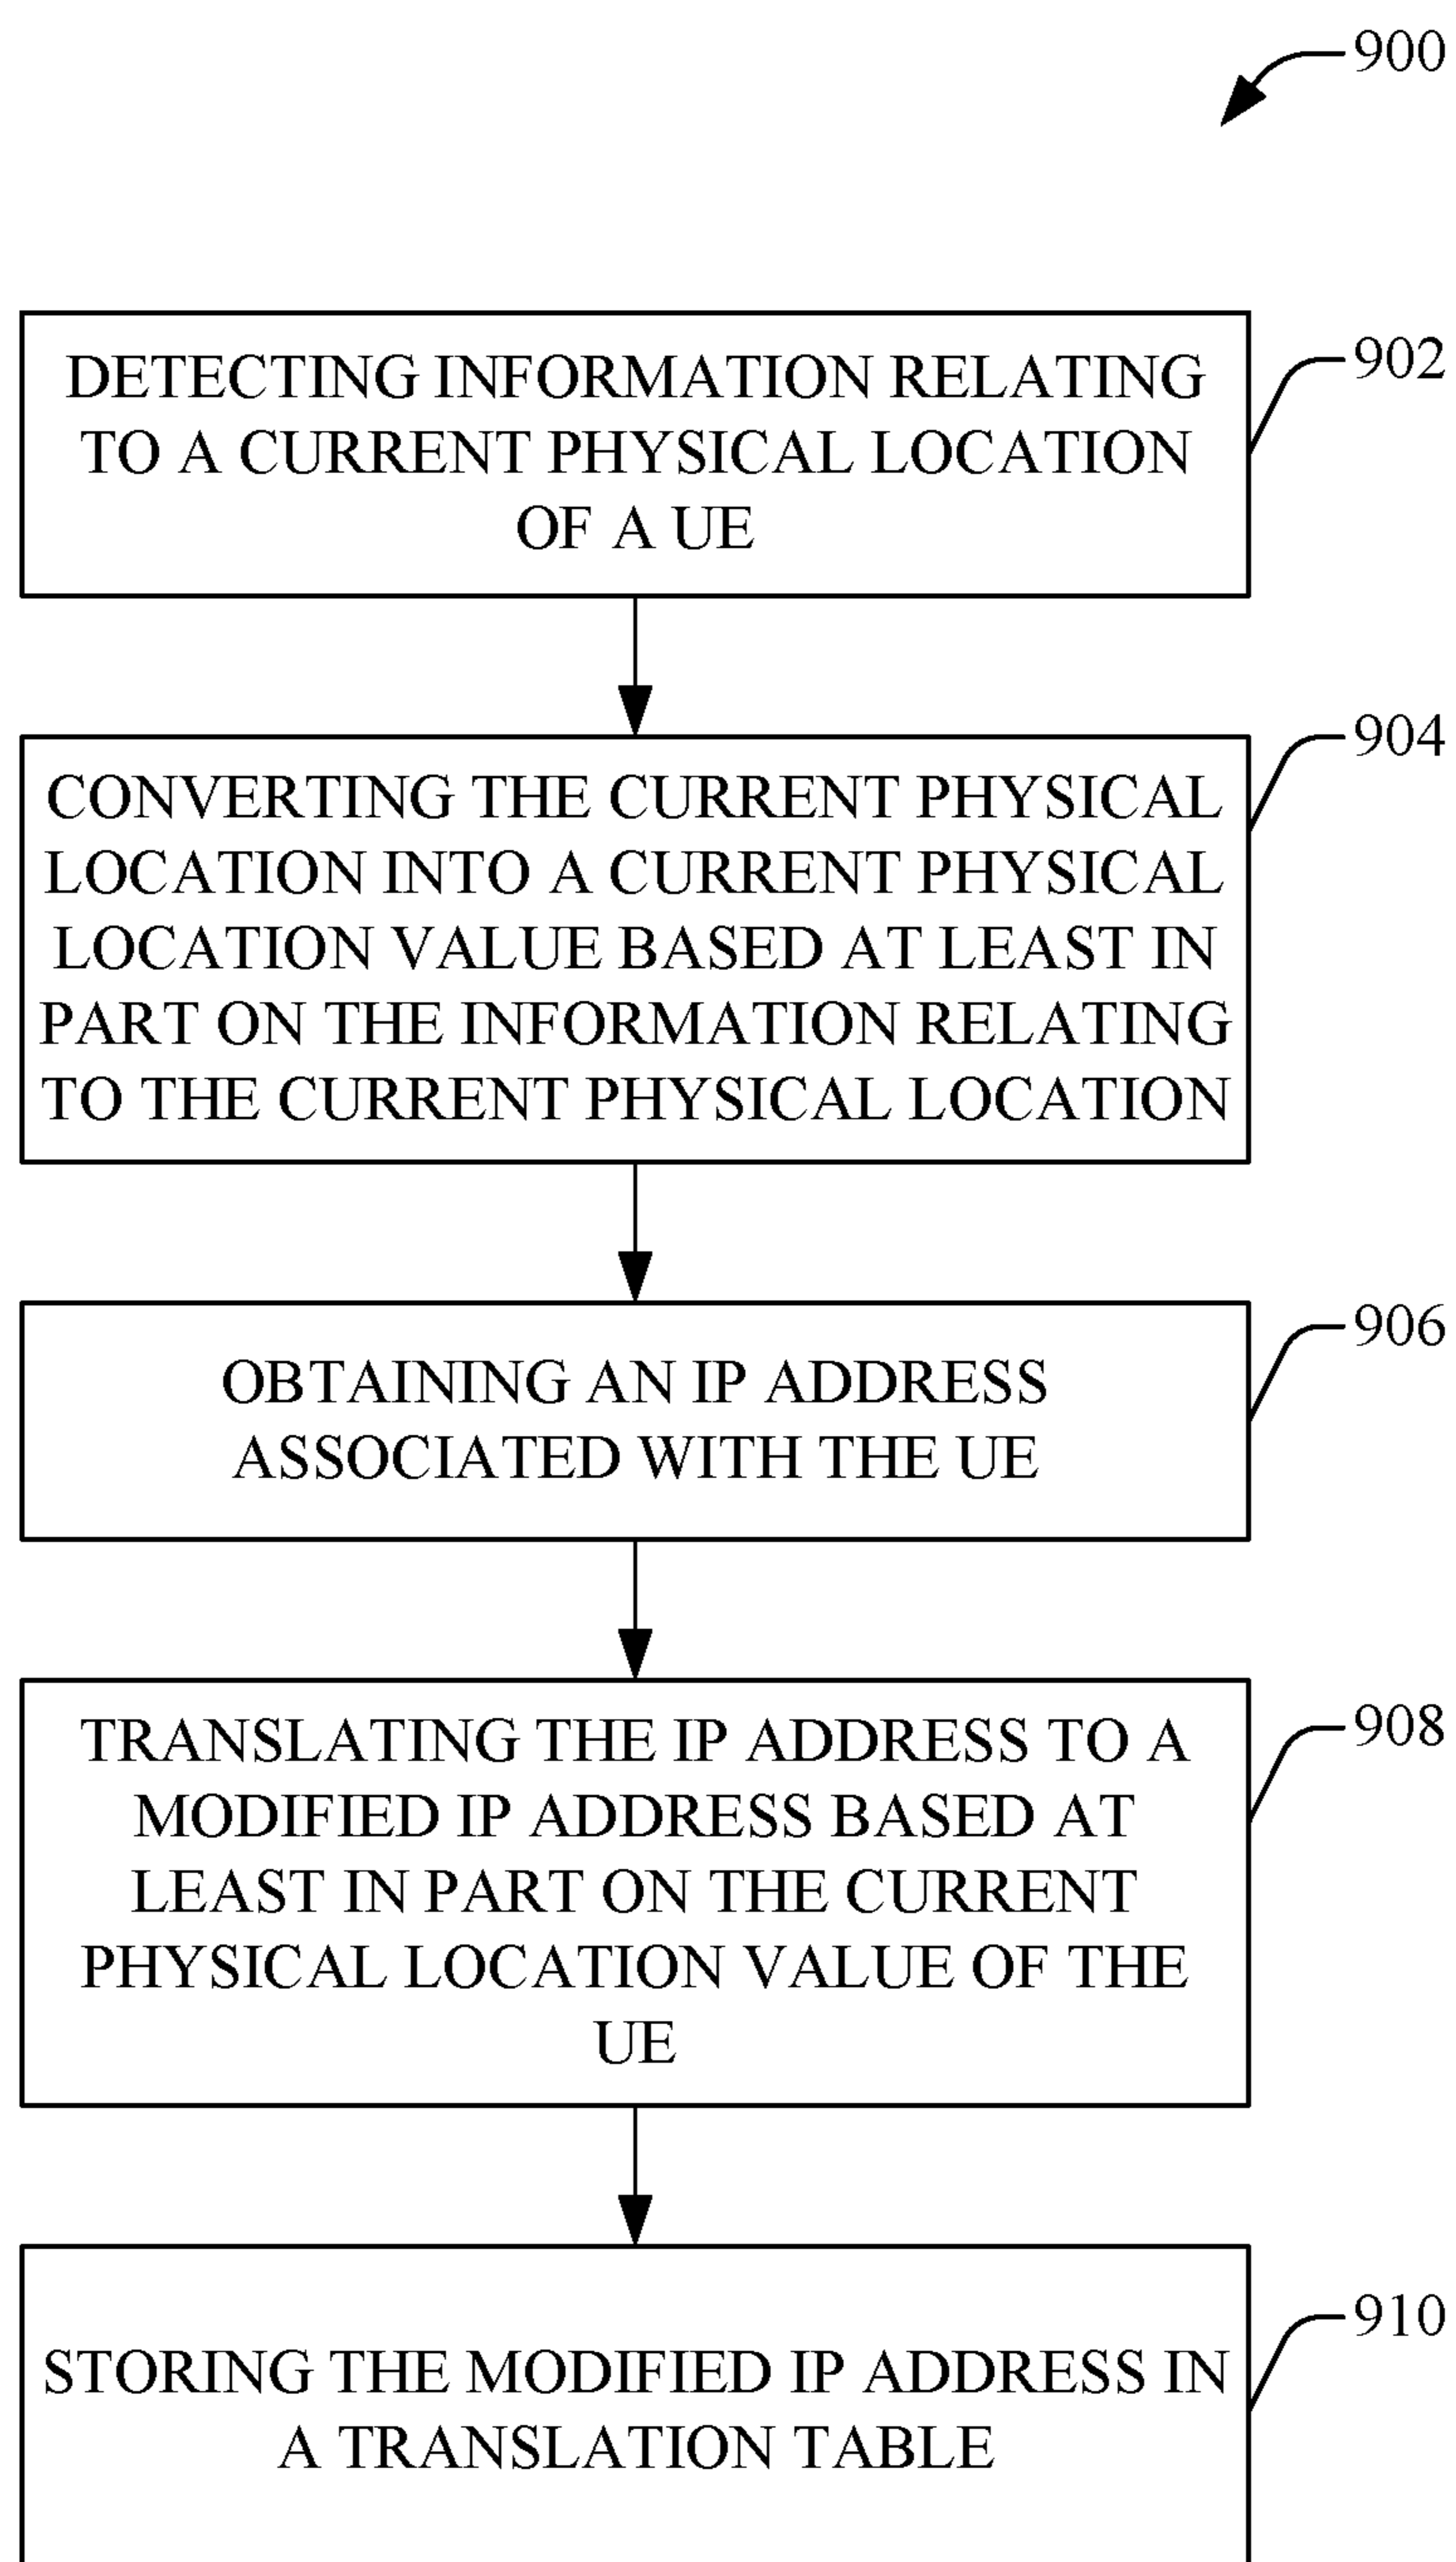 900
DETECTING INFORMATION RELATING
TO A CURRENT PHYSICAL LOCATION
OF A UE
902
CONVERTING THE CURRENT PHYSICAL
LOCATION INTO A CURRENT PHYSICAL
LOCATION VALUE BASED AT LEAST IN
PART ON THE INFORMATION RELATING
TO THE CURRENT PHYSICAL LOCATION
904
OBTAINING AN IP ADDRESS
ASSOCIATED WITH THE UE
906
TRANSLATING THE IP ADDRESS TO A
MODIFIED IP ADDRESS BASED AT
LEAST IN PART ON THE CURRENT
PHYSICAL LOCATION VALUE OF THE
UE
908
STORING THE MODIFIED IP ADDRESS IN
A TRANSLATION TABLE
910